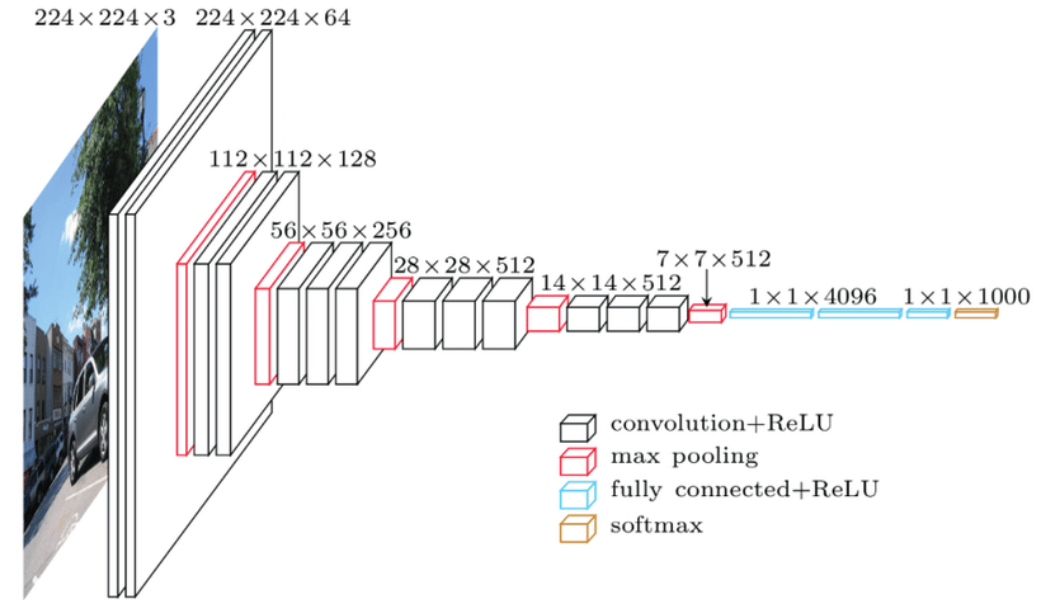 224×224×3
224×224×64
112×112×128
56×56×256
28×28×512
14×14×512
7×7×512
1×1×4096
1×1×1000
convolution+ReLU
max pooling
fully connected+ReLU
softmax